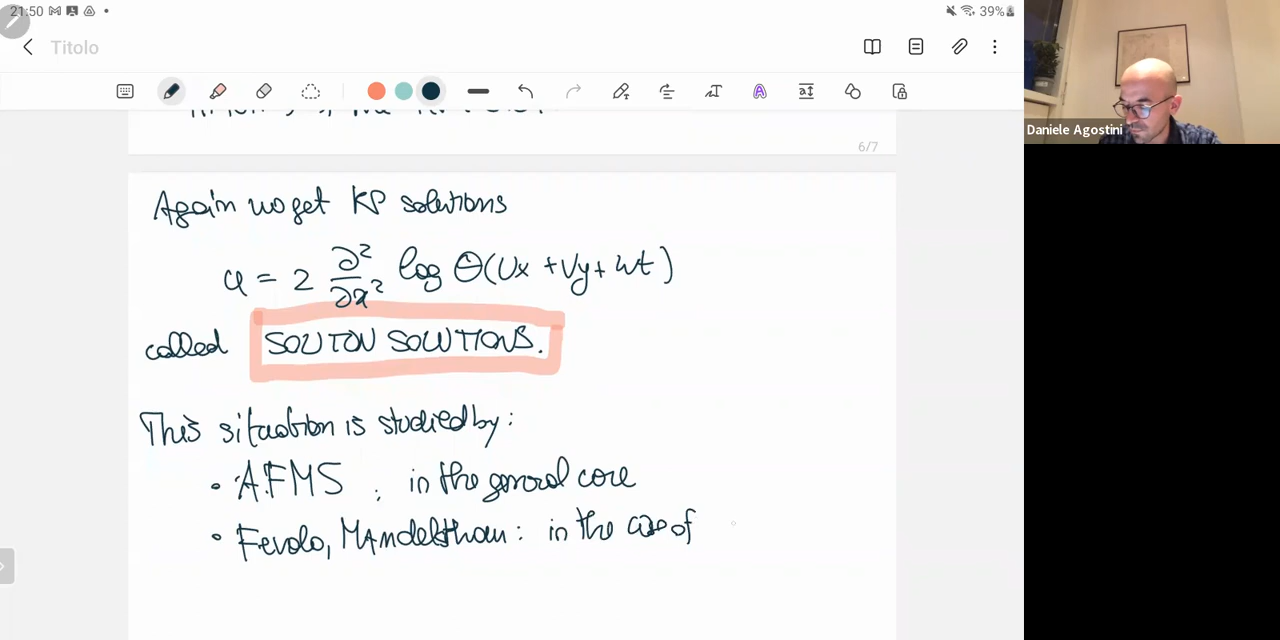 21:50
39%
Titolo
6/7
Again we get KP solutions
u = 2 ∂²/∂x² log Θ(Ux + Vy + Wt)
called SOLITON SOLUTIONS.
This situation is studied by:
• A.F.M.S : in the general case
• Fevola, Mandelshtam: in the case of
Daniele Agostini